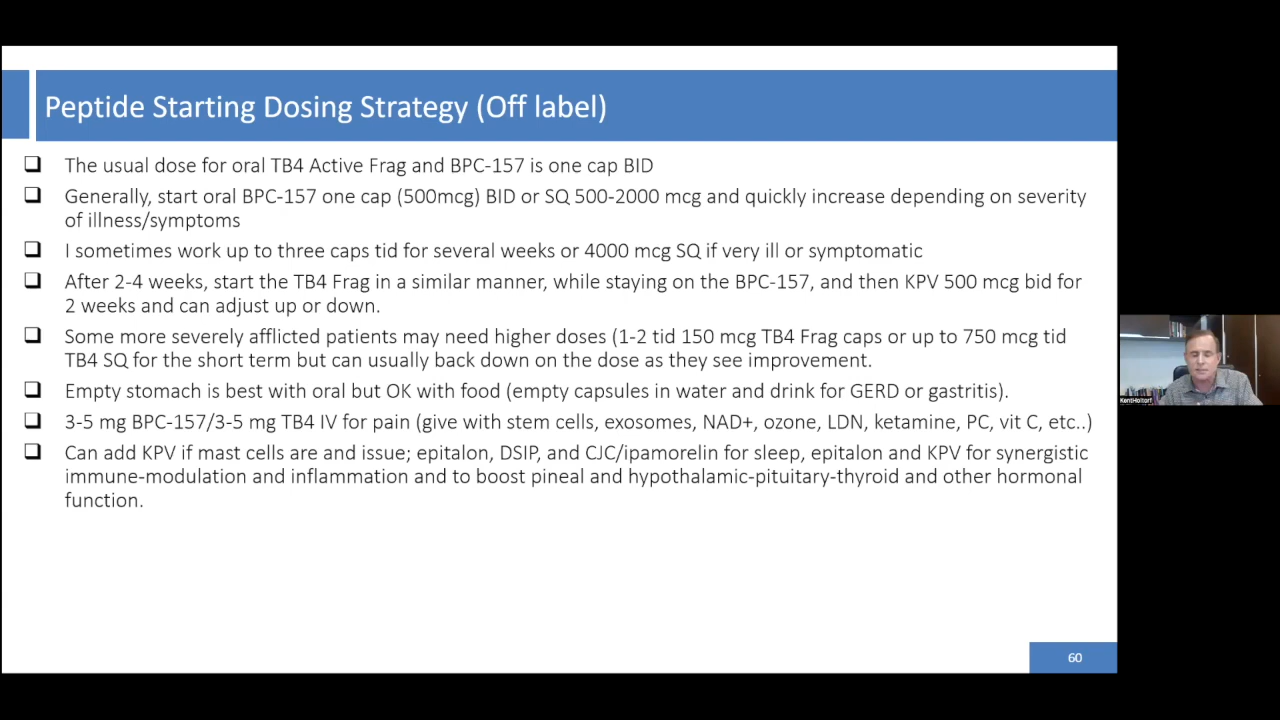 Peptide Starting Dosing Strategy (Off label)
The usual dose for oral TB4 Active Frag and BPC-157 is one cap BID
Generally, start oral BPC-157 one cap (500mcg) BID or SQ 500-2000 mcg and quickly increase depending on severity
of illness/symptoms
I sometimes work up to three caps tid for several weeks or 4000 mcg SQ if very ill or symptomatic
After 2-4 weeks, start the TB4 Frag in a similar manner, while staying on the BPC-157, and then KPV 500 mcg bid for
2 weeks and can adjust up or down.
Some more severely afflicted patients may need higher doses (1-2 tid 150 mcg TB4 Frag caps or up to 750 mcg tid
TB4 SQ for the short term but can usually back down on the dose as they see improvement.
Empty stomach is best with oral but OK with food (empty capsules in water and drink for GERD or gastritis).
3-5 mg BPC-157/3-5 mg TB4 IV for pain (give with stem cells, exosomes, NAD+, ozone, LDN, ketamine, PC, vit C, etc..)
Can add KPV if mast cells are and issue; epitalon, DSIP, and CJC/ipamorelin for sleep, epitalon and KPV for synergistic
immune-modulation and inflammation and to boost pineal and hypothalamic-pituitary-thyroid and other hormonal
function.
60
KentHoltorf